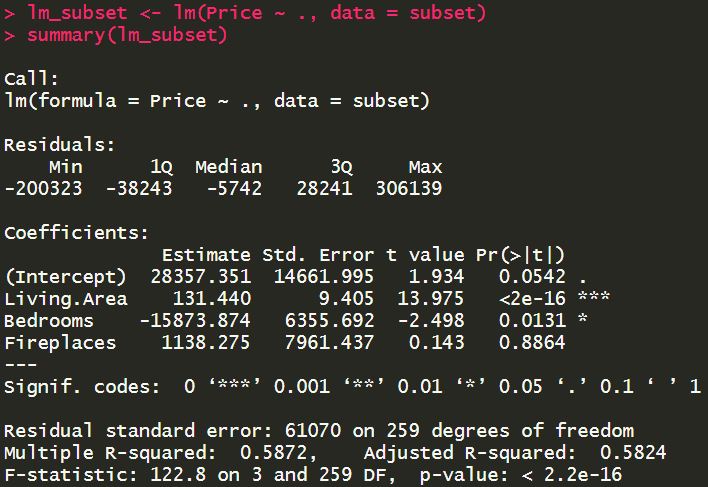 > lm_subset <- lm(Price ~ ., data = subset)
> summary(lm_subset)
Call:
lm(formula = Price ~ ., data = subset)
Residuals:
Min 1Q Median 3Q Max
-200323 -38243 -5742 28241 306139
Coefficients:
Estimate Std. Error t value Pr(>|t|)
(Intercept) 28357.351 14661.995 1.934 0.0542 .
Living.Area 131.440 9.405 13.975 <2e-16 ***
Bedrooms -15873.874 6355.692 -2.498 0.0131 *
Fireplaces 1138.275 7961.437 0.143 0.8864
---
Signif. codes: 0 ‘***’ 0.001 ‘**’ 0.01 ‘*’ 0.05 ‘.’ 0.1 ‘ ’ 1
Residual standard error: 61070 on 259 degrees of freedom
Multiple R-squared: 0.5872, Adjusted R-squared: 0.5824
F-statistic: 122.8 on 3 and 259 DF, p-value: < 2.2e-16